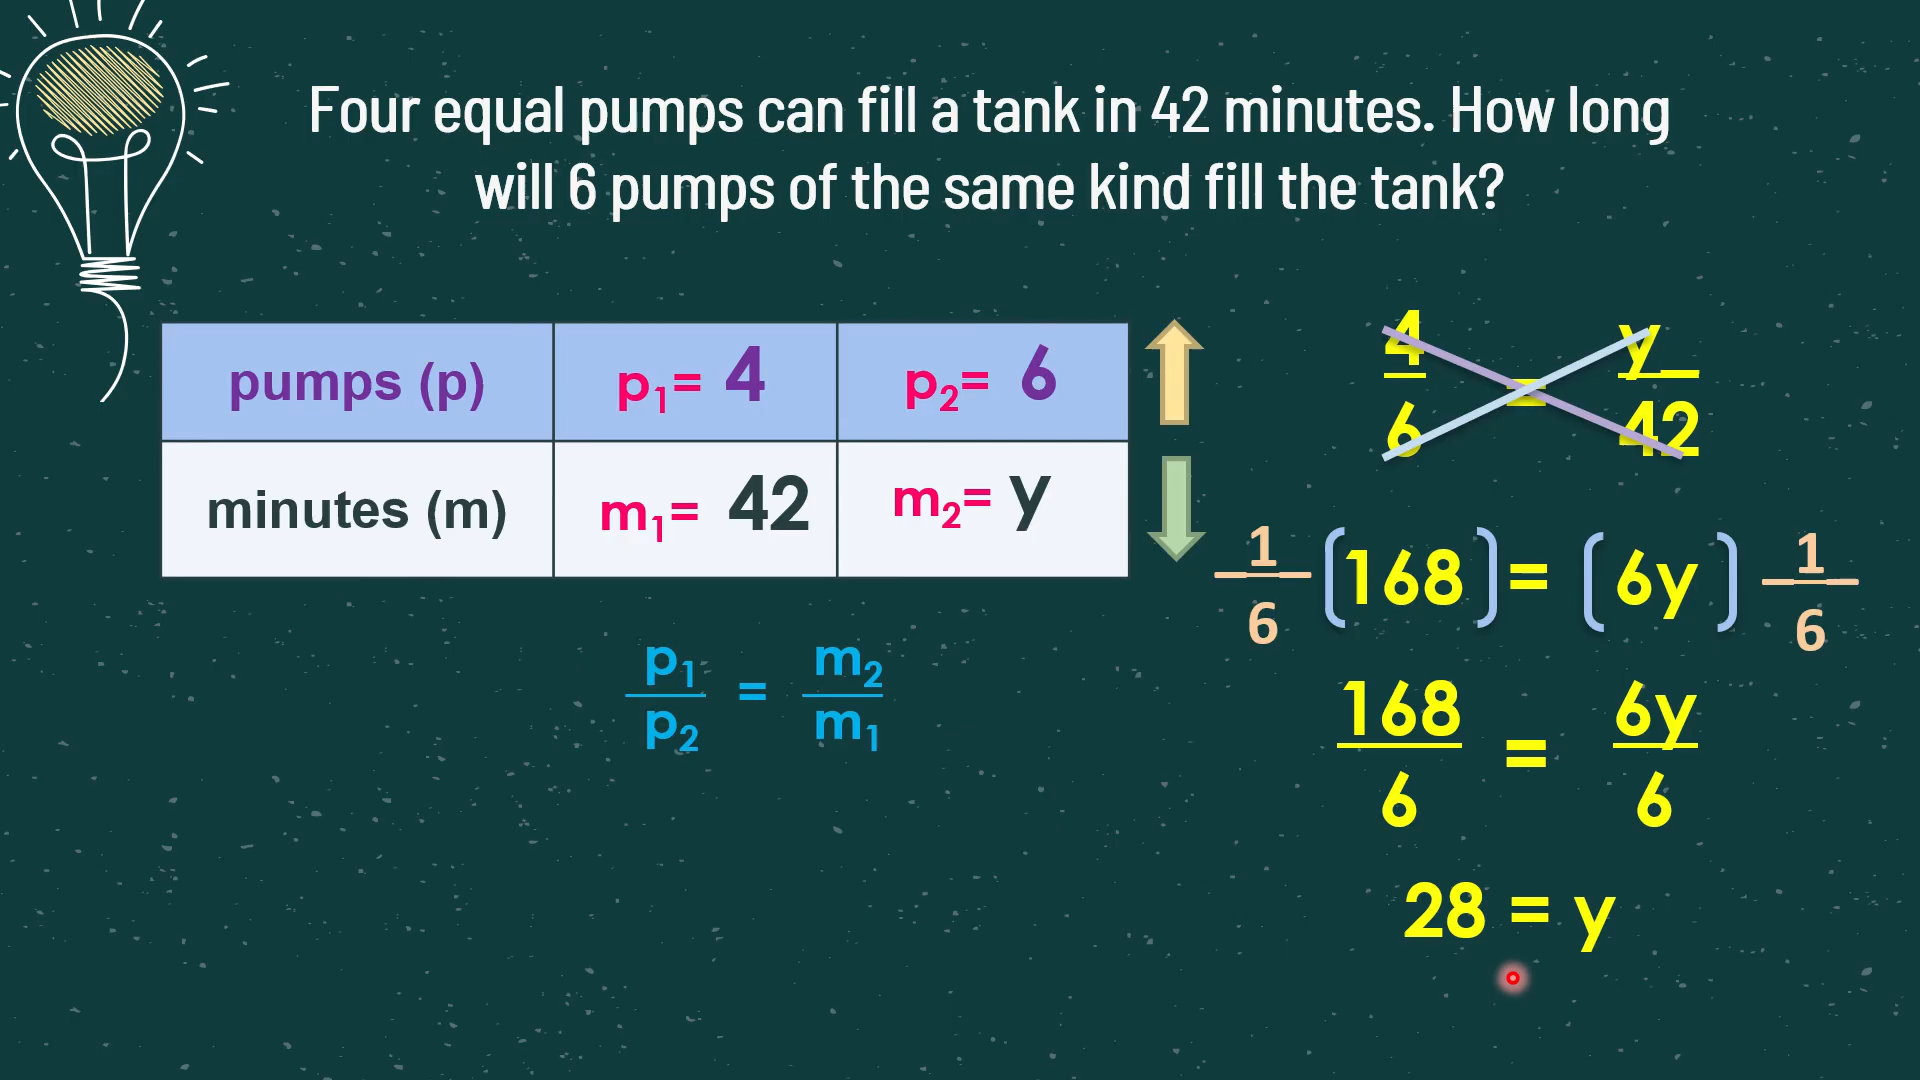 Four equal pumps can fill a tank in 42 minutes. How long
will 6 pumps of the same kind fill the tank?
pumps (p) p₁= 4 p₂= 6
minutes (m) m₁= 42 m₂= y
p₁/p₂ = m₂/m₁
4/6 = y/42
1/6 (168) = (6y) 1/6
168/6 = 6y/6
28 = y